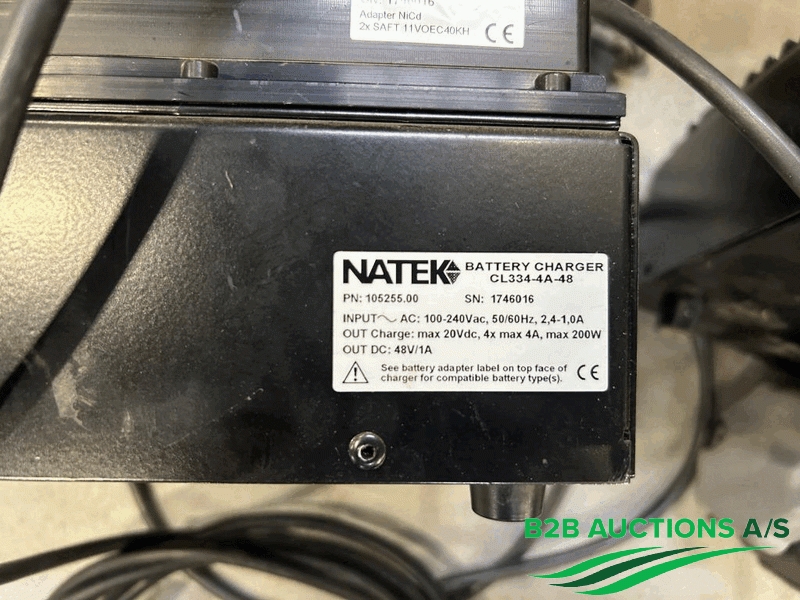 Adapter NiCd
2x SAFT 11VOEC40KH CE
NATEK BATTERY CHARGER
CL334-4A-48
PN: 105255.00 SN: 1746016
INPUT~ AC: 100-240Vac, 50/60Hz, 2,4-1,0A
OUT Charge: max 20Vdc, 4x max 4A, max 200W
OUT DC: 48V/1A
See battery adapter label on top face of
charger for compatible battery type(s). CE
B2B AUCTIONS A/S